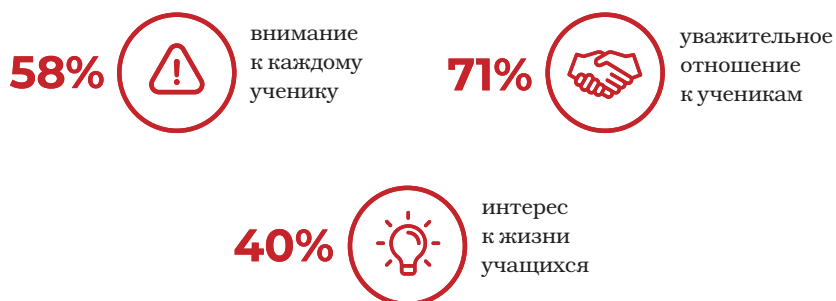 58%
внимание
к каждому
ученику
71%
уважительное
отношение
к ученикам
40%
интерес
к жизни
учащихся